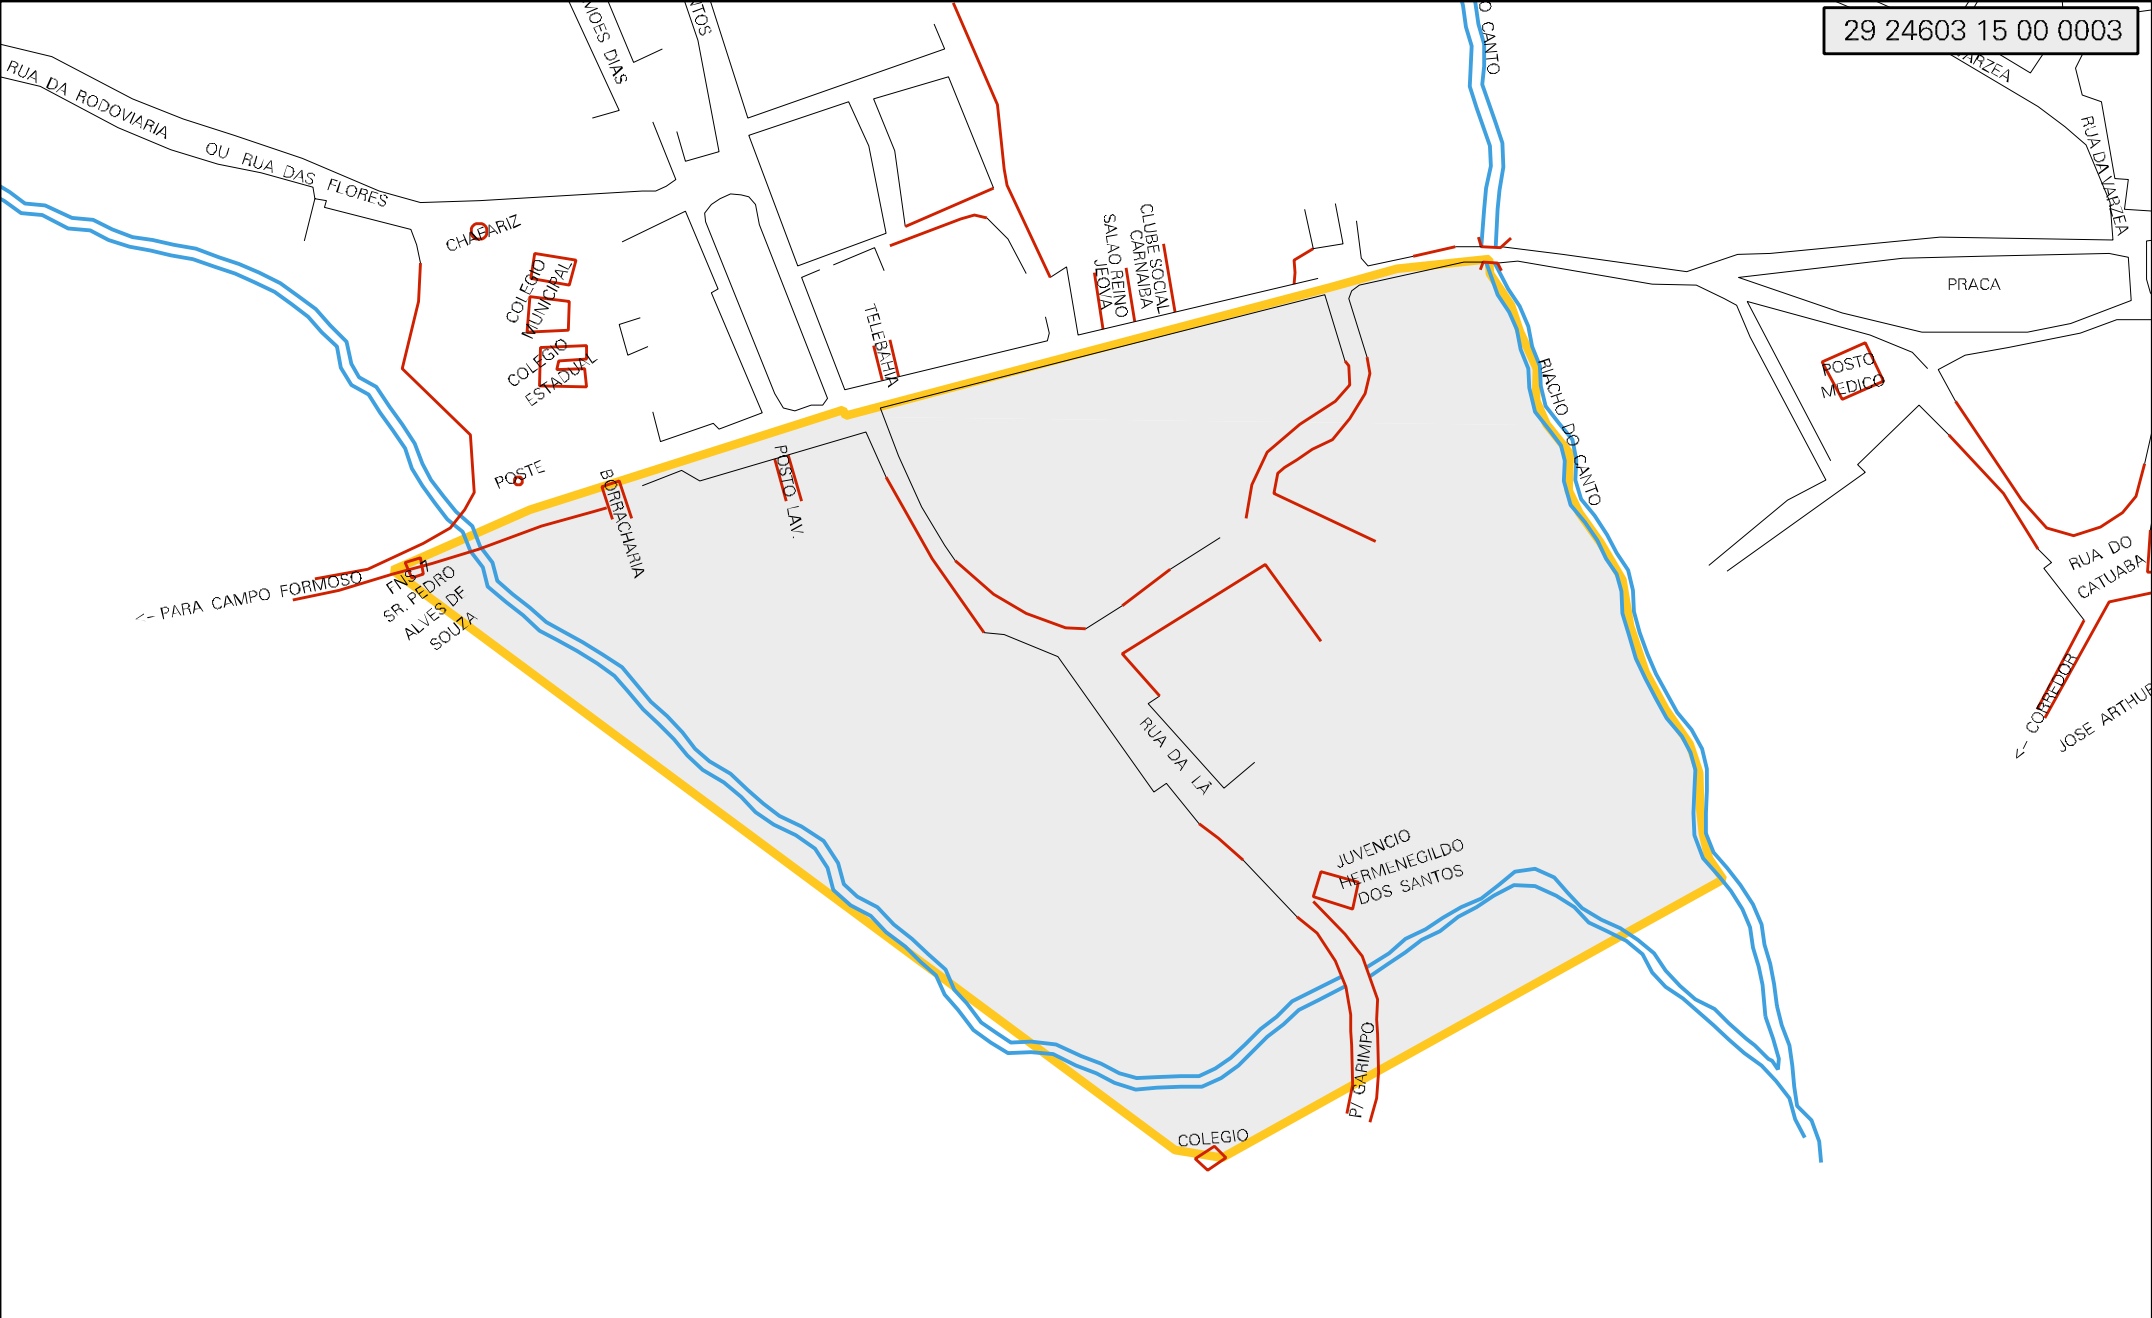 29 24603 15 00 0003
RUA DA RODOVIARIA
OU RUA DAS FLORES
CHAFARIZ
COLEGIO
MUNICIPAL
COLEGIO
ESTADUAL
POSTE
TELEBAHIA
SALAO REINO
JEOVA
CLUBE SOCIAL
CARNAIBA
O CANTO
RUA DA VARZEA
PRACA
POSTO
MEDICO
RIACHO DO CANTO
BORRACHARIA
POSTO LAV.
<-- PARA CAMPO FORMOSO
SR. PEDRO
ALVES DF
SOUZA
RUA DA LÃ
JUVENCIO
HERMENEGILDO
DOS SANTOS
P/ GARIMPO
COLEGIO
RUA DO
CATUABA
<-- CORREDOR
JOSE ARTHUR